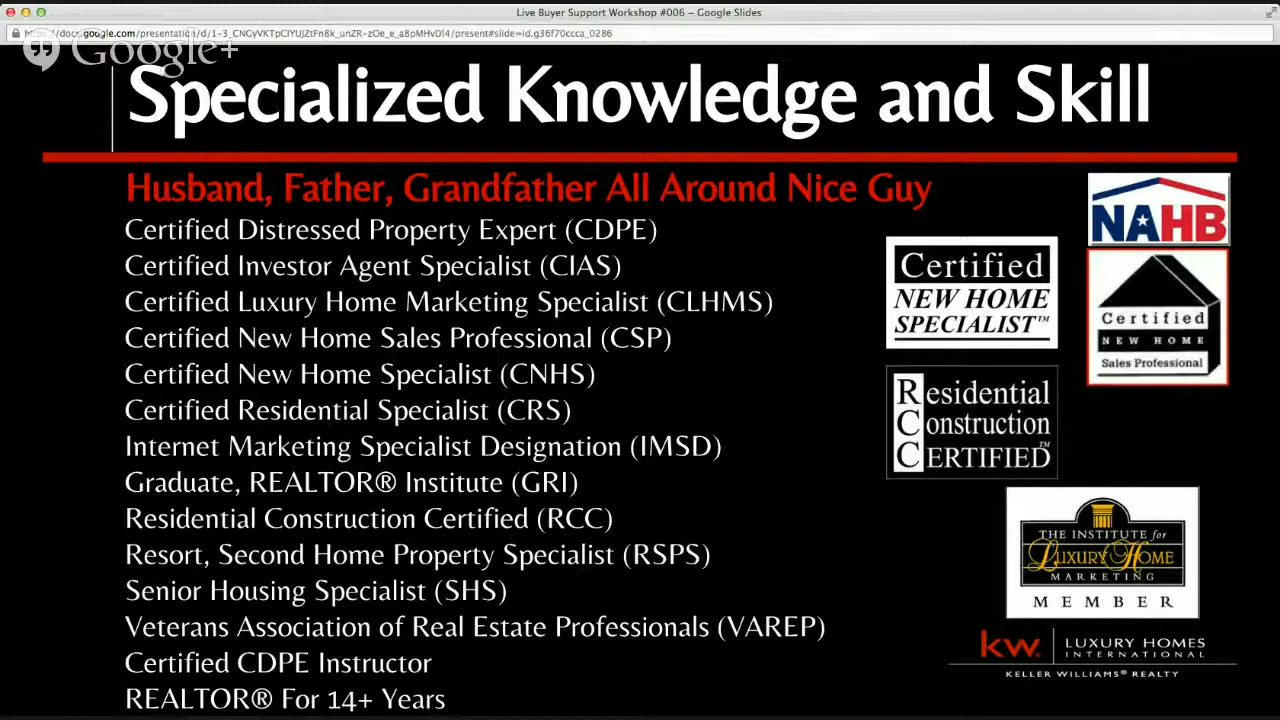 Live Buyer Support Workshop #006 – Google Slides
Google+
Specialized Knowledge and Skill
Husband, Father, Grandfather All Around Nice Guy
Certified Distressed Property Expert (CDPE)
Certified Investor Agent Specialist (CIAS)
Certified Luxury Home Marketing Specialist (CLHMS)
Certified New Home Sales Professional (CSP)
Certified New Home Specialist (CNHS)
Certified Residential Specialist (CRS)
Internet Marketing Specialist Designation (IMSD)
Graduate, REALTOR® Institute (GRI)
Residential Construction Certified (RCC)
Resort, Second Home Property Specialist (RSPS)
Senior Housing Specialist (SHS)
Veterans Association of Real Estate Professionals (VAREP)
Certified CDPE Instructor
REALTOR® For 14+ Years
NAHB
Certified
NEW HOME
SPECIALIST™
Certified
NEW HOME
Sales Professional
Residential
Construction
CERTIFIED™
THE INSTITUTE for
LUXURY HOME
MARKETING
MEMBER
kw LUXURY HOMES
INTERNATIONAL
KELLER WILLIAMS® REALTY